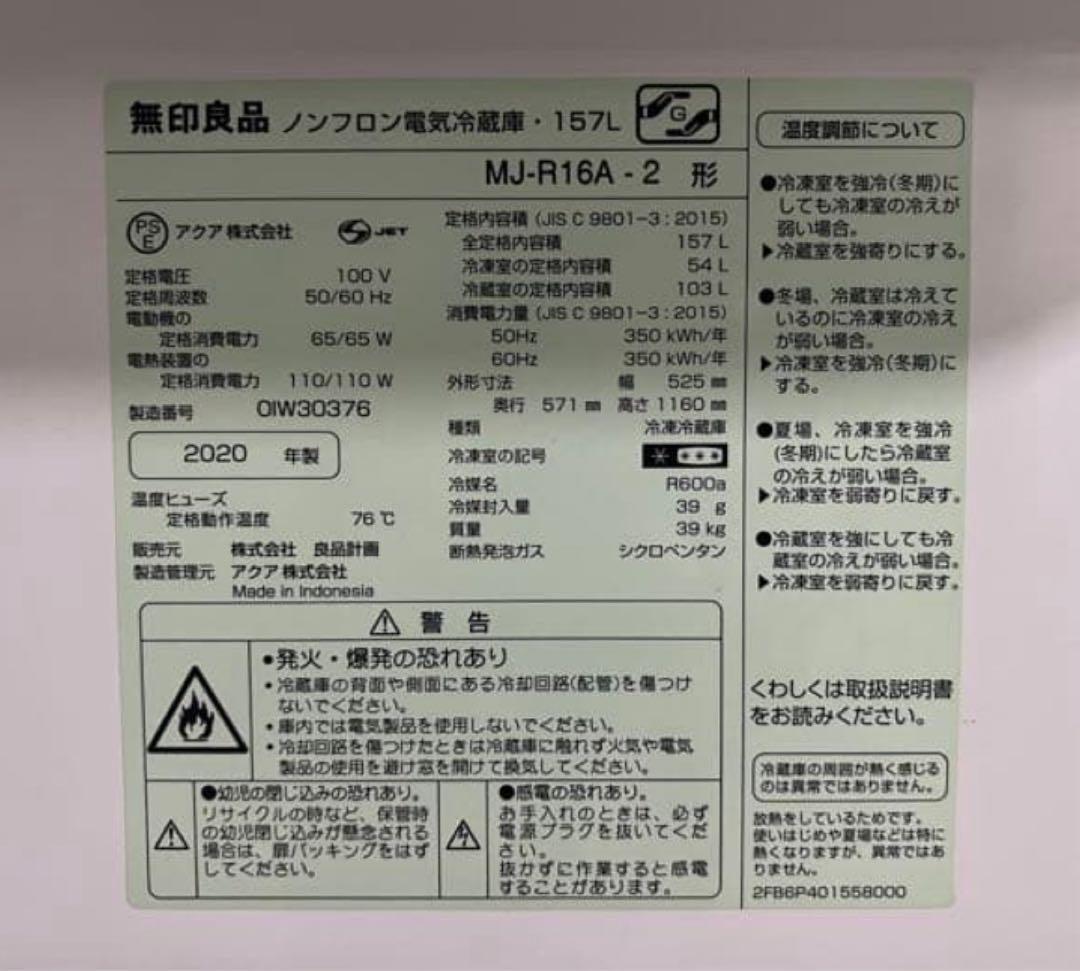 無印良品 ノンフロン電気冷蔵庫・157L G
MJ-R16A - 2 形
PS E アクア 株式会社 JET
定格電圧 100 V
定格周波数 50/60 Hz
電動機の
定格消費電力 65/65 W
電熱装置の
定格消費電力 110/110 W
製造番号 OIW30376
2020 年製
温度ヒューズ
定格動作温度 76 ℃
販売元 株式会社 良品計画
製造管理元 アクア 株式会社
Made in Indonesia
定格内容積 (JIS C 9801-3 : 2015)
全定格内容積 157 L
冷凍室の定格内容積 54 L
冷蔵室の定格内容積 103 L
消費電力量 (JIS C 9801-3 : 2015)
50Hz 350 kWh/年
60Hz 350 kWh/年
外形寸法 幅 525 ㎜
奥行 571 ㎜ 高さ 1160 ㎜
種類 冷凍冷蔵庫
冷凍室の記号
冷媒名 R600a
冷媒封入量 39 g
質量 39 kg
断熱発泡ガス シクロペンタン
⚠ 警 告
•発火・爆発の恐れあり
•冷蔵庫の背面や側面にある冷却回路(配管)を傷つけ
ないでください。
•庫内では電気製品を使用しないでください。
•冷却回路を傷つけたときは冷蔵庫に触れず火気や電気
製品の使用を避け窓を開けて換気してください。
●幼児の閉じ込みの恐れあり。
リサイクルの時など、保管時
の幼児閉じ込みが懸念される
場合は、扉パッキングをはず
してください。
●感電の恐れあり。
お手入れのときは、必ず
電源プラグを抜いてくだ
さい。
抜かずに作業すると感電
することがあります。
温度調節について
●冷凍室を強冷(冬期)に
しても冷凍室の冷えが
弱い場合。
▶冷蔵室を強寄りにする。
●冬場、冷蔵室は冷えて
いるのに冷凍室の冷え
が弱い場合。
▶冷凍室を強冷(冬期)に
する。
●夏場、冷凍室を強冷
(冬期)にしたら冷蔵室
の冷えが弱い場合。
▶冷凍室を弱寄りに戻す。
●冷蔵室を強にしても冷
蔵室の冷えが弱い場合。
▶冷凍室を弱寄りに戻す。
くわしくは取扱説明書
をお読みください。
冷蔵庫の周囲が熱く感じる
のは異常ではありません。
放熱をしているためです。
使いはじめや夏場などは特に
熱くなりますが、異常ではあ
りません。
2FB6P401558000